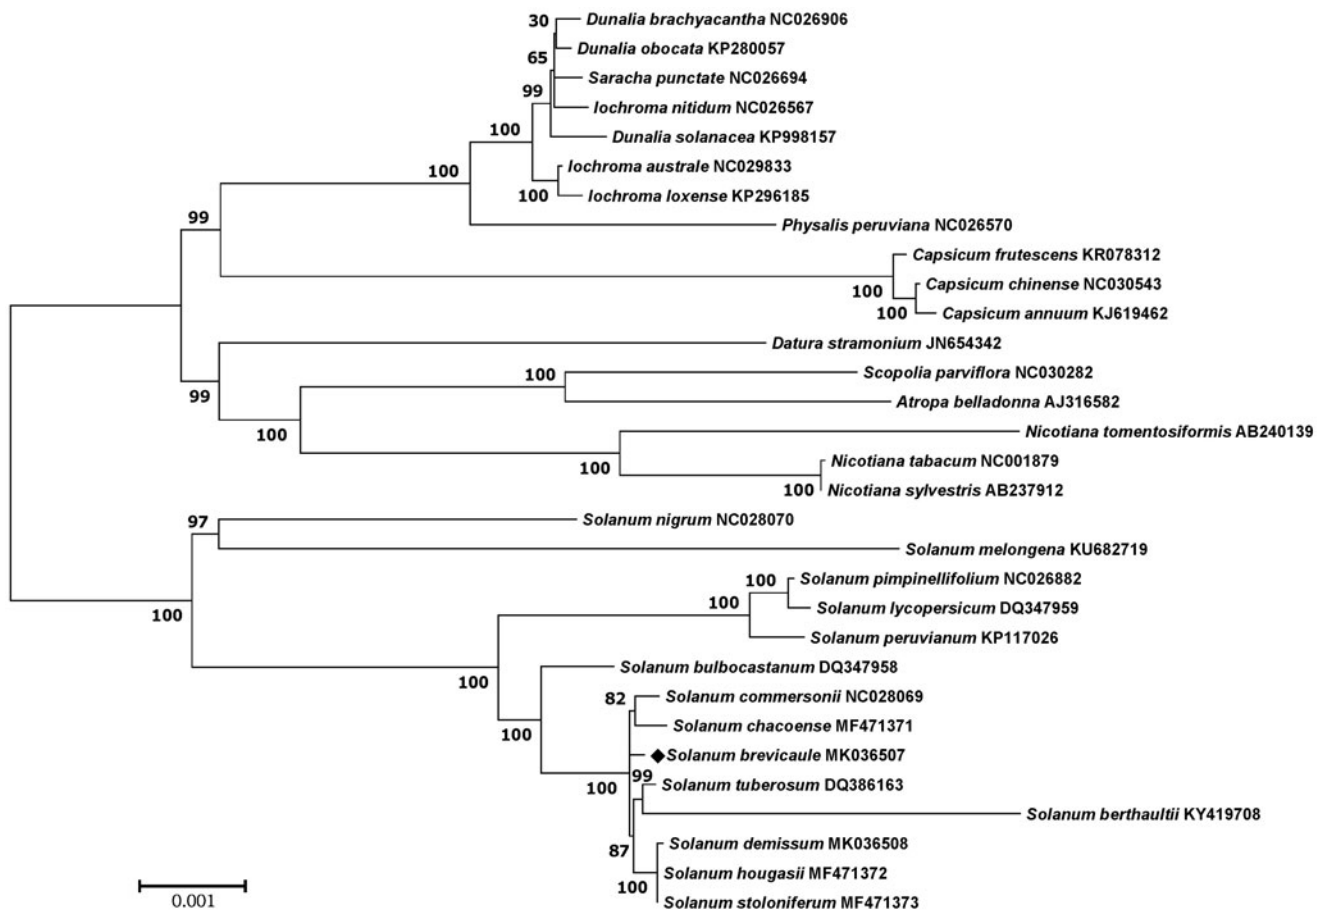 30
Dunalia brachyacantha NC026906
Dunalia obocata KP280057
65
Saracha punctate NC026694
99
Iochroma nitidum NC026567
100
Dunalia solanacea KP998157
100
Iochroma australe NC029833
100
Iochroma loxense KP296185
99
Physalis peruviana NC026570
Capsicum frutescens KR078312
100
Capsicum chinense NC030543
100
Capsicum annuum KJ619462
Datura stramonium JN654342
99
100
Scopolia parviflora NC030282
Atropa belladonna AJ316582
100
Nicotiana tomentosiformis AB240139
100
Nicotiana tabacum NC001879
100
Nicotiana sylvestris AB237912
97
Solanum nigrum NC028070
Solanum melongena KU682719
100
100
Solanum pimpinellifolium NC026882
100
Solanum lycopersicum DQ347959
Solanum peruvianum KP117026
100
Solanum bulbocastanum DQ347958
82
Solanum commersonii NC028069
100
Solanum chacoense MF471371
Solanum brevicaule MK036507
99
100
Solanum tuberosum DQ386163
Solanum berthaultii KY419708
87
Solanum demissum MK036508
Solanum hougasii MF471372
100
Solanum stoloniferum MF471373
0.001